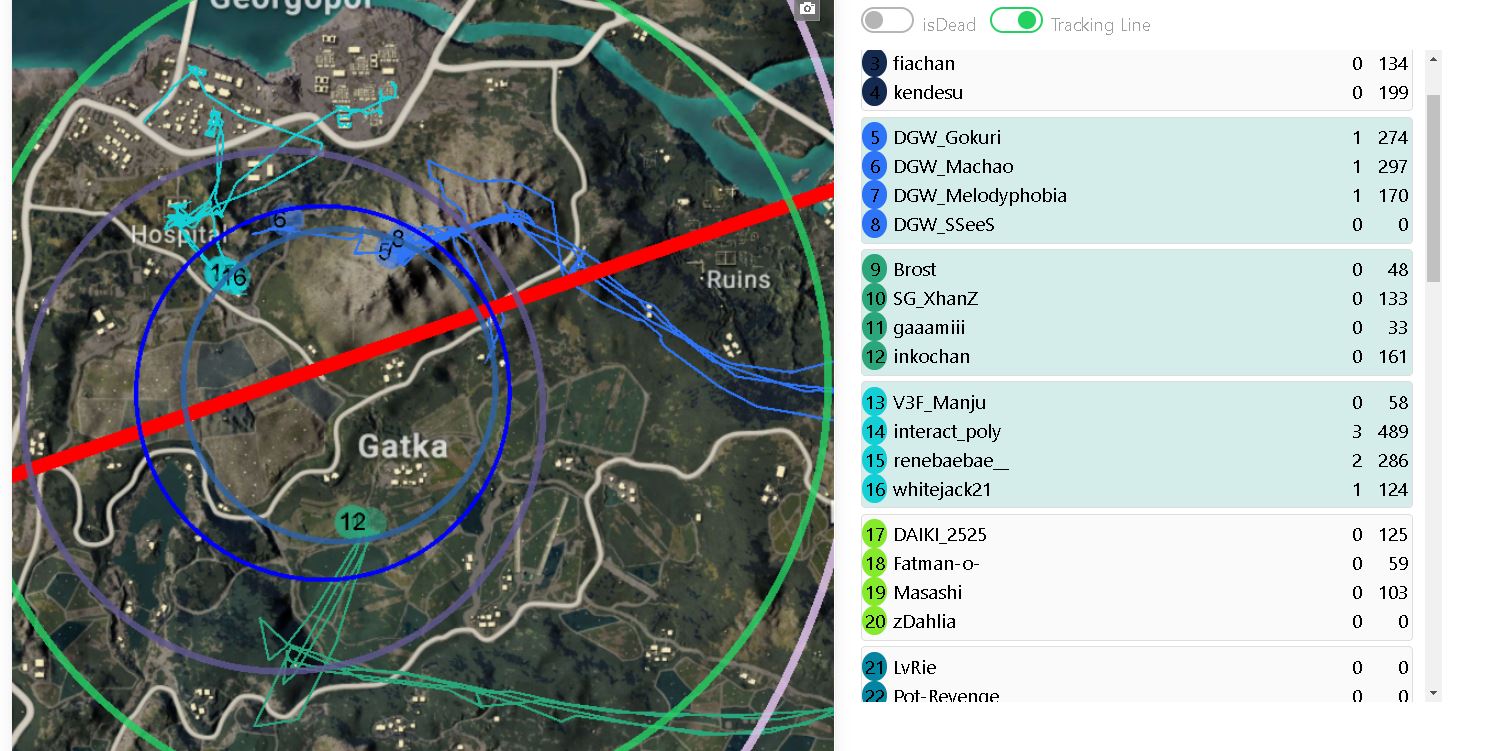 Georgopol
isDead
Tracking Line
3 fiachan 0 134
4 kendesu 0 199
5 DGW_Gokuri 1 274
6 DGW_Machao 1 297
7 DGW_Melodyphobia 1 170
8 DGW_SSeeS 0 0
9 Brost 0 48
10 SG_XhanZ 0 133
11 gaaamiii 0 33
12 inkochan 0 161
13 V3F_Manju 0 58
14 interact_poly 3 489
15 renebaebae__ 2 286
16 whitejack21 1 124
17 DAIKI_2525 0 125
18 Fatman-o- 0 59
19 Masashi 0 103
20 zDahlia 0 0
21 LvRie 0 0
22 Pot-Revenge 0 0
6
8
5
Hospital
16
Ruins
Gatka
12